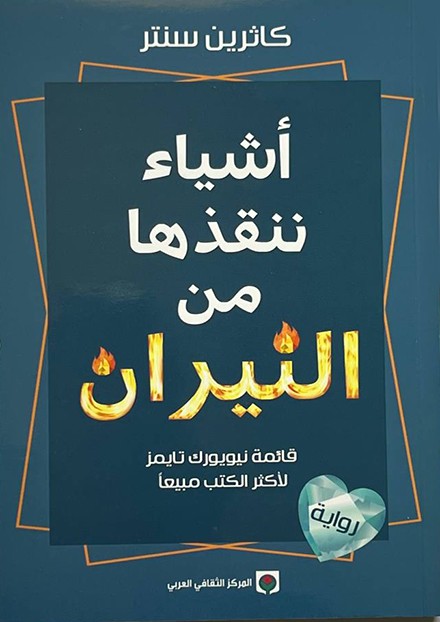 كاثرين سنتر
أشياء
ننقذها
من
النيران
قائمة نيويورك تايمز
لأكثر الكتب مبيعاً
رواية
المركز الثقافي العربي